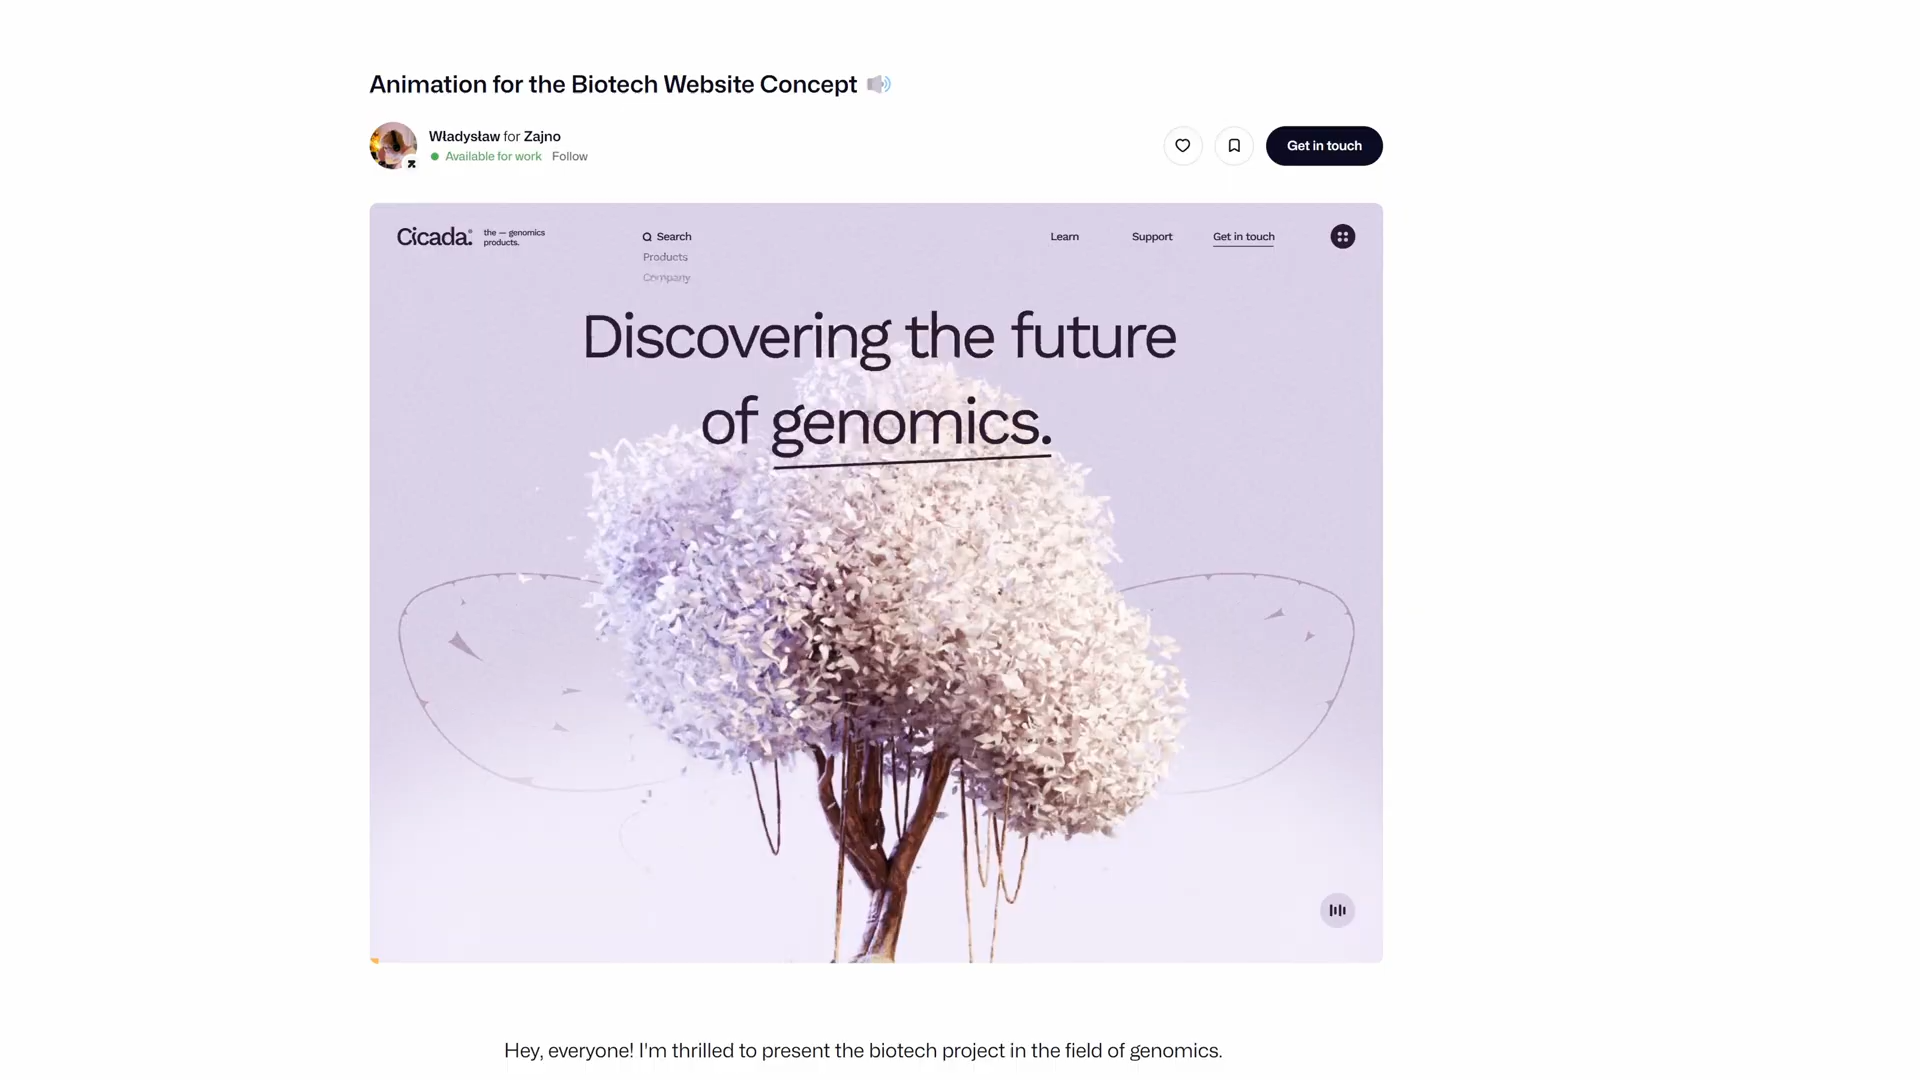 Animation for the Biotech Website Concept 🔊
Władysław for Zajno
Available for work Follow
Get in touch
Cicada.® the — genomics
products.
Search
Products
Company
Learn
Support
Get in touch
Discovering the future
of genomics.
Hey, everyone! I'm thrilled to present the biotech project in the field of genomics.